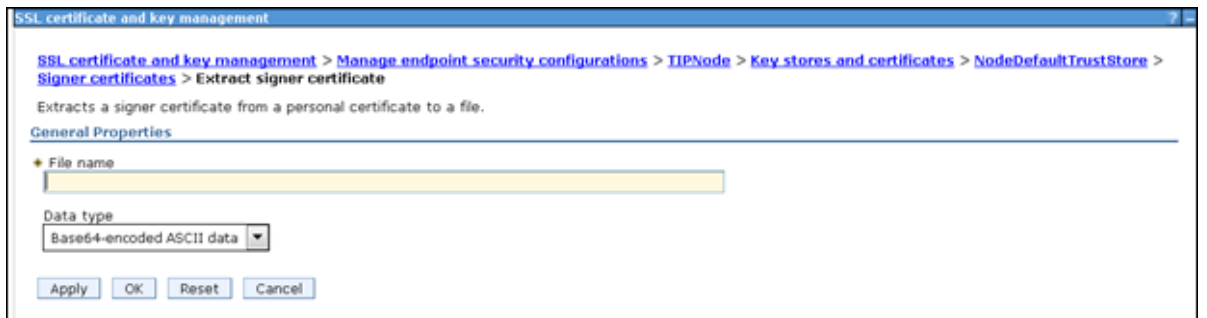 SSL certificate and key management ? –
SSL certificate and key management > Manage endpoint security configurations > TIPNode > Key stores and certificates > NodeDefaultTrustStore >
Signer certificates > Extract signer certificate
Extracts a signer certificate from a personal certificate to a file.
General Properties
File name
Data type
Base64-encoded ASCII data
Apply OK Reset Cancel